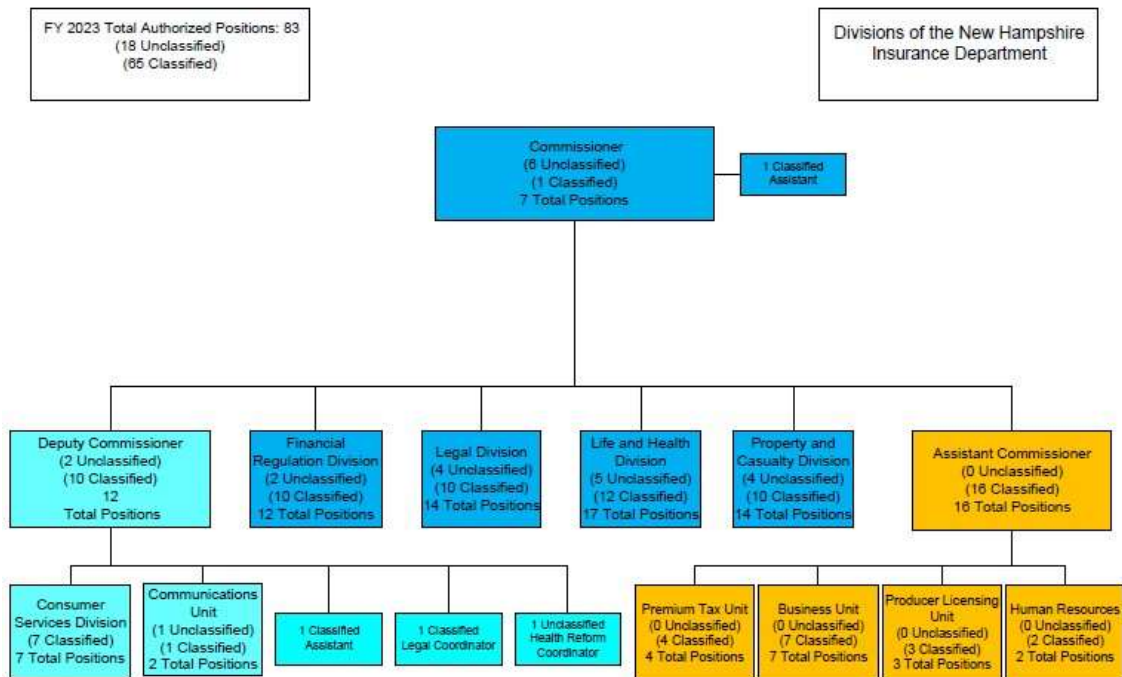 FY 2023 Total Authorized Positions: 83
(18 Unclassified)
(65 Classified)
Divisions of the New Hampshire
Insurance Department
Commissioner
(6 Unclassified)
(1 Classified)
7 Total Positions
1 Classified
Assistant
Deputy Commissioner
(2 Unclassified)
(10 Classified)
12
Total Positions
Financial
Regulation Division
(2 Unclassified)
(10 Classified)
12 Total Positions
Legal Division
(4 Unclassified)
(10 Classified)
14 Total Positions
Life and Health
Division
(5 Unclassified)
(12 Classified)
17 Total Positions
Property and
Casualty Division
(4 Unclassified)
(10 Classified)
14 Total Positions
Assistant Commissioner
(0 Unclassified)
(16 Classified)
16 Total Positions
Consumer
Services Division
(7 Classified)
7 Total Positions
Communications
Unit
(1 Unclassified)
(1 Classified)
2 Total Positions
1 Classified
Assistant
1 Classified
Legal Coordinator
1 Unclassified
Health Reform
Coordinator
Premium Tax Unit
(0 Unclassified)
(4 Classified)
4 Total Positions
Business Unit
(0 Unclassified)
(7 Classified)
7 Total Positions
Producer Licensing
Unit
(0 Unclassified)
(3 Classified)
3 Total Positions
Human Resources
(0 Unclassified)
(2 Classified)
2 Total Positions